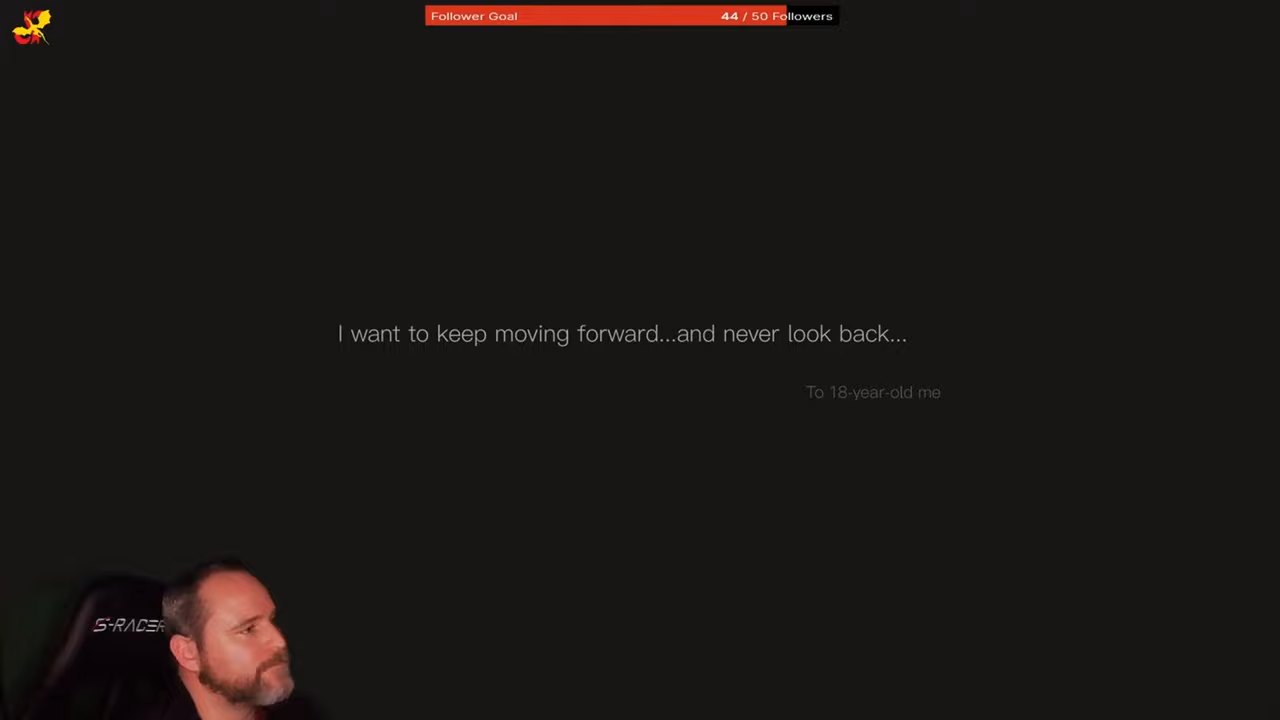 Follower Goal 44 / 50 Followers
I want to keep moving forward...and never look back...
To 18-year-old me
S-RACER